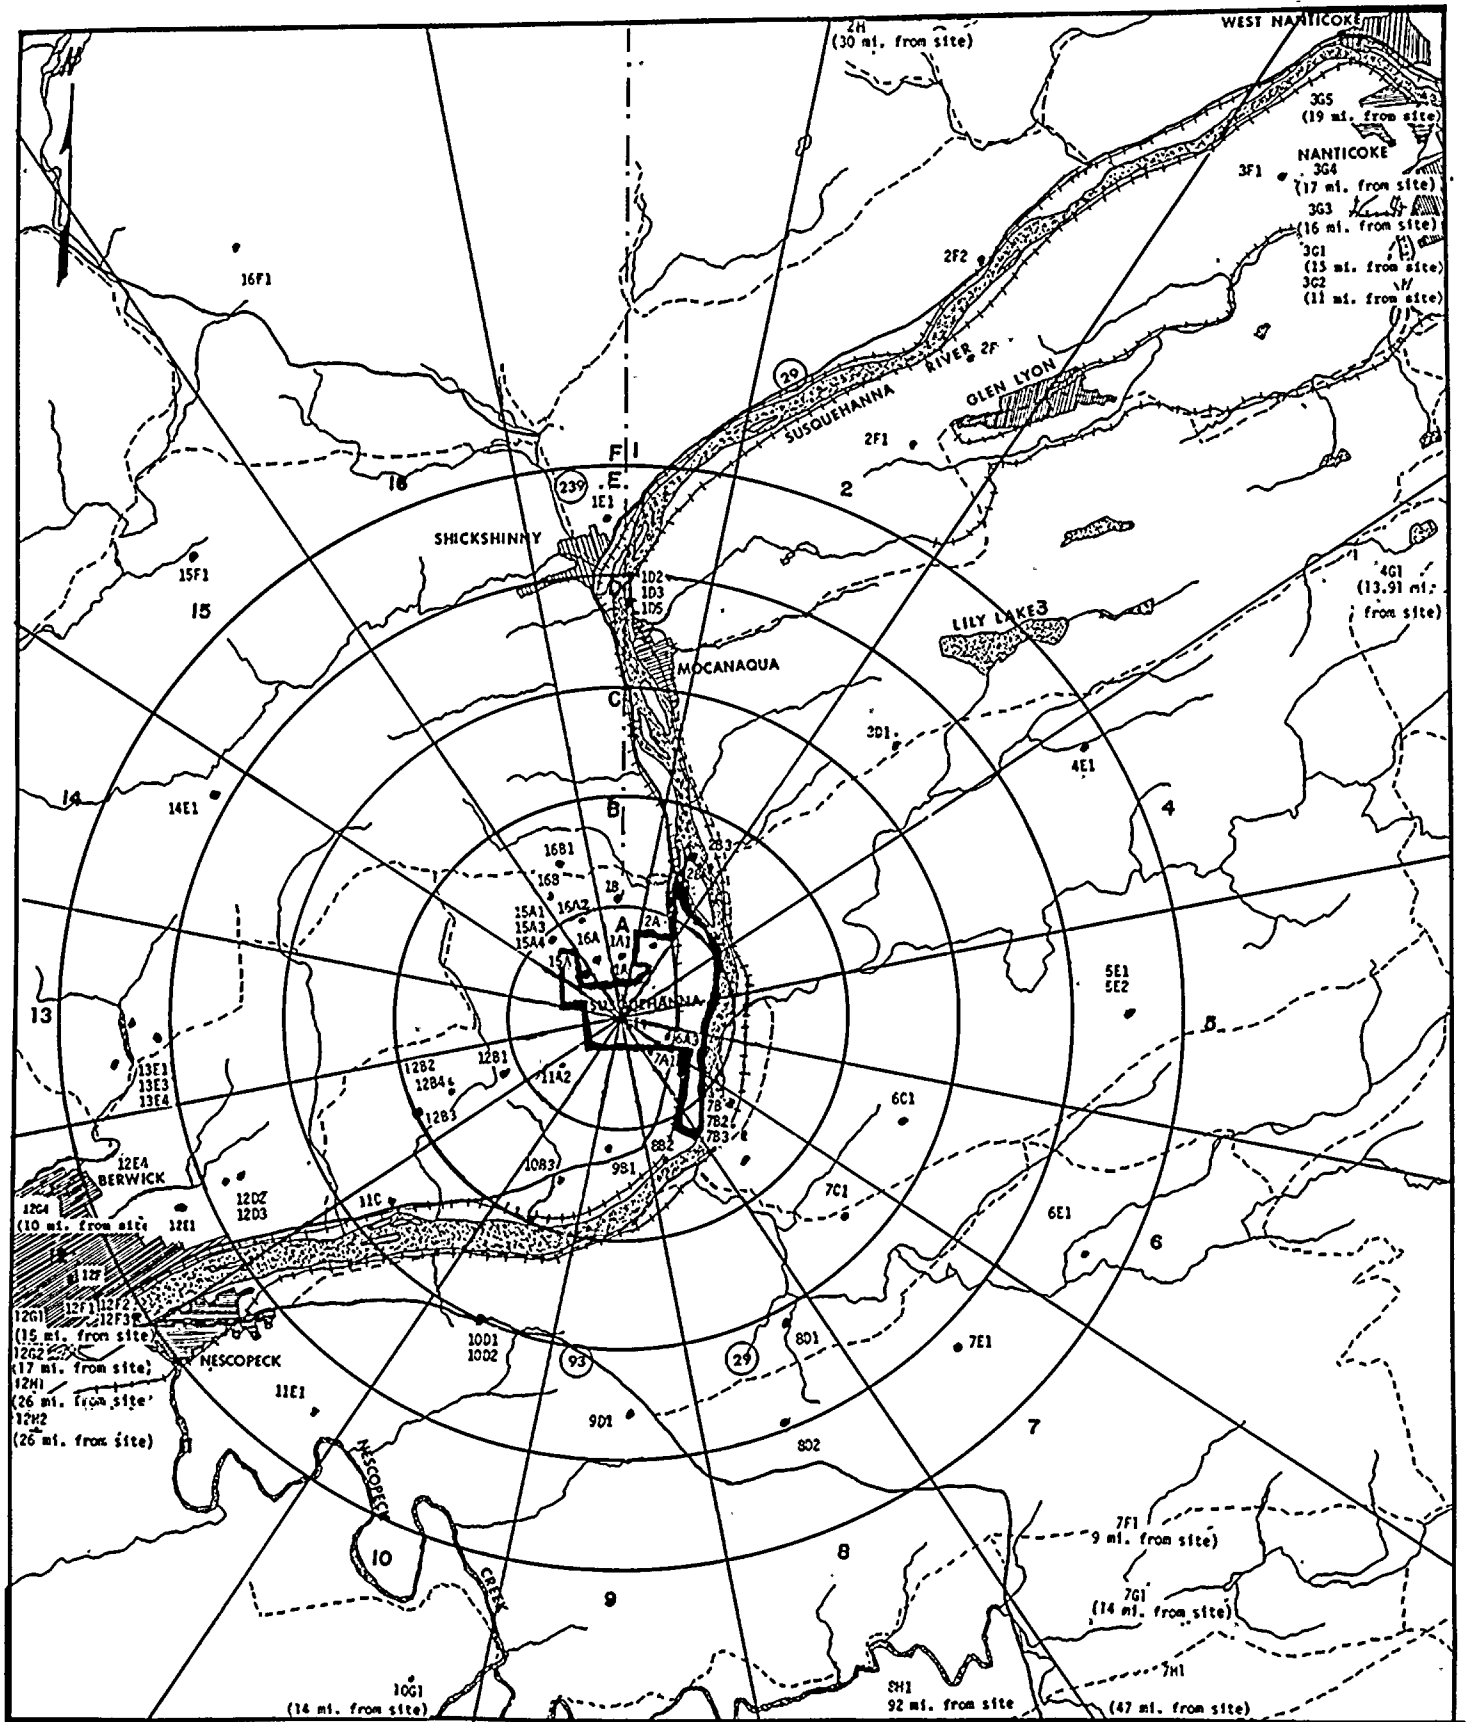 2H
(30 mi. from site)
WEST NANTICOKE
3G5
(19 mi. from site)
NANTICOKE
3F1
3G4
(17 mi. from site)
3G3
(16 mi. from site)
3G1
(15 mi. from site)
3G2
(11 mi. from site)
2F2
16F1
29
SUSQUEHANNA RIVER
GLEN LYON
2F1
F 1
E
16
239
1E1
2
SHICKSHINNY
15F1
15
D
1D2
1D3
1D5
4G1
(13.91 mi.
from site)
LILY LAKE 3
MOCANAQUA
C
3D1
4E1
14
14E1
B
4
16B1
2B3
16B
1B
15A1
15A3
15A4
16A2
A
2A
16A
1A1
15A
1A
SUSQUEHANNA
5E1
5E2
13
5
6A3
7A1
12B1
12B2
12B4
11A2
12B3
13E1
13E3
13E4
6C1
7B
7B2
7B3
8B2
10B3
9B1
12E4
BERWICK
12D2
12D3
11C
7C1
12G4
(10 mi. from site
12E1
6E1
6
12
12F
12G1
12F1
12F2
12F3
(15 mi. from site)
12G2
(17 mi. from site)
12H1
(26 mi. from site
12H2
(26 mi. from site)
NESCOPECK
10D1
10D2
93
29
8D1
7E1
11E1
9D1
8D2
7
NESCOPECK
CREEK
10
9
8
7F1
9 mi. from site)
7G1
(14 mi. from site)
7H1
(47 mi. from site)
8H1
92 mi. from site
10G1
(14 mi. from site)